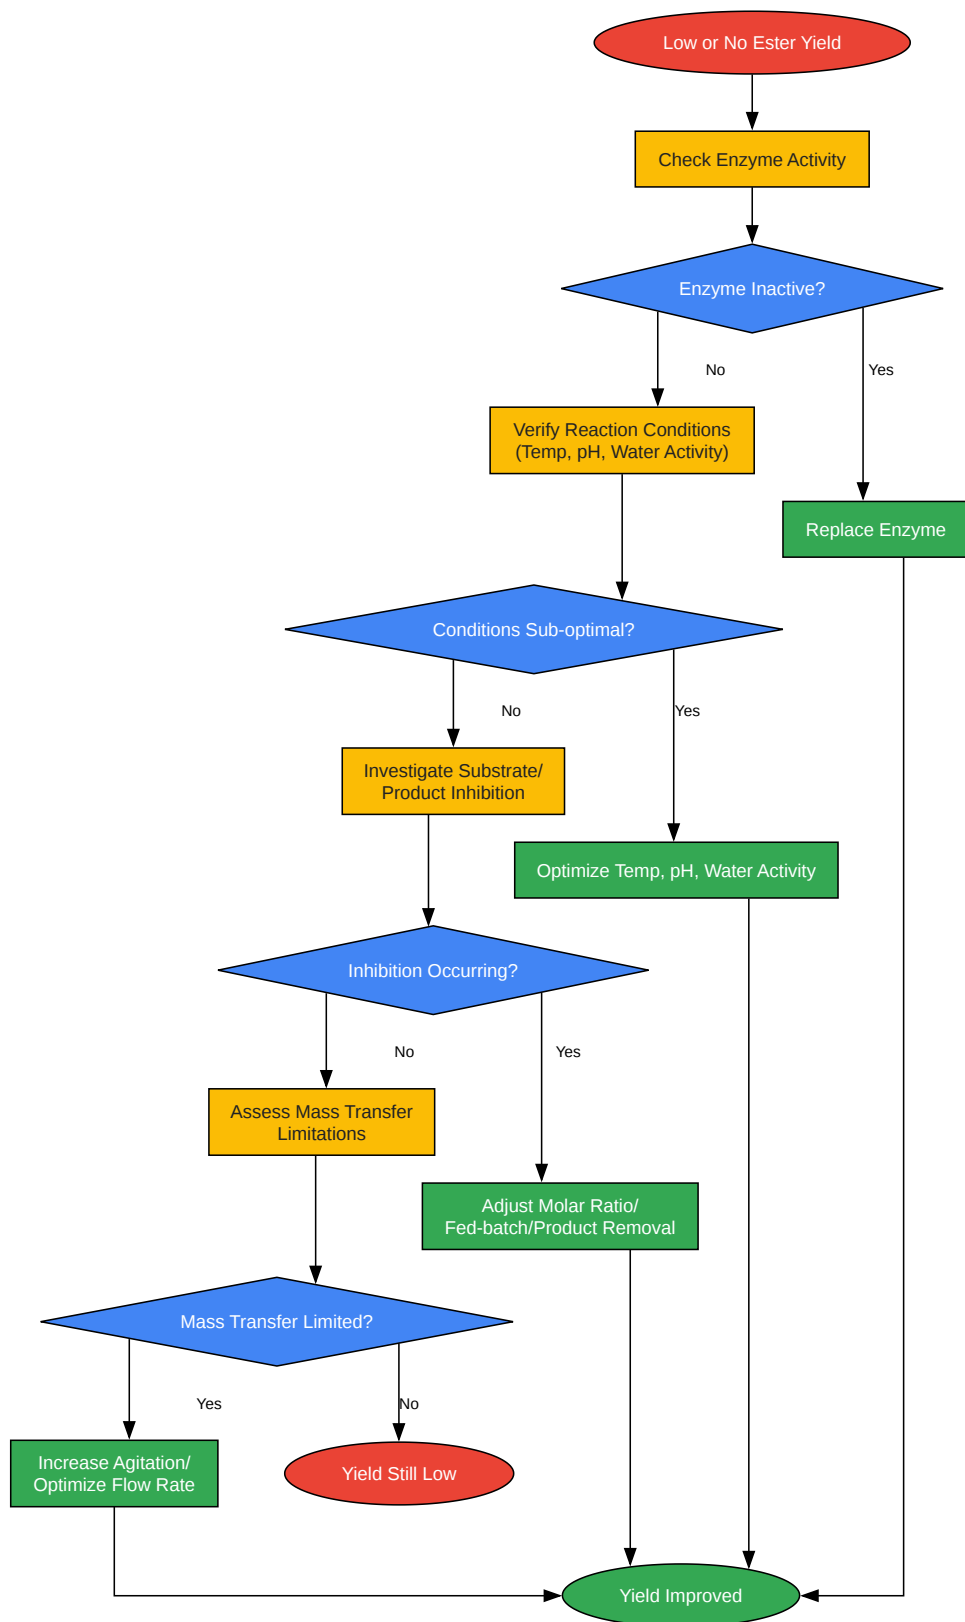 Low or No Ester Yield
Check Enzyme Activity
Enzyme Inactive?
No
Yes
Verify Reaction Conditions
(Temp, pH, Water Activity)
Replace Enzyme
Conditions Sub-optimal?
No
Yes
Investigate Substrate/
Product Inhibition
Optimize Temp, pH, Water Activity
Inhibition Occurring?
No
Yes
Assess Mass Transfer
Limitations
Adjust Molar Ratio/
Fed-batch/Product Removal
Mass Transfer Limited?
Yes
No
Increase Agitation/
Optimize Flow Rate
Yield Still Low
Yield Improved